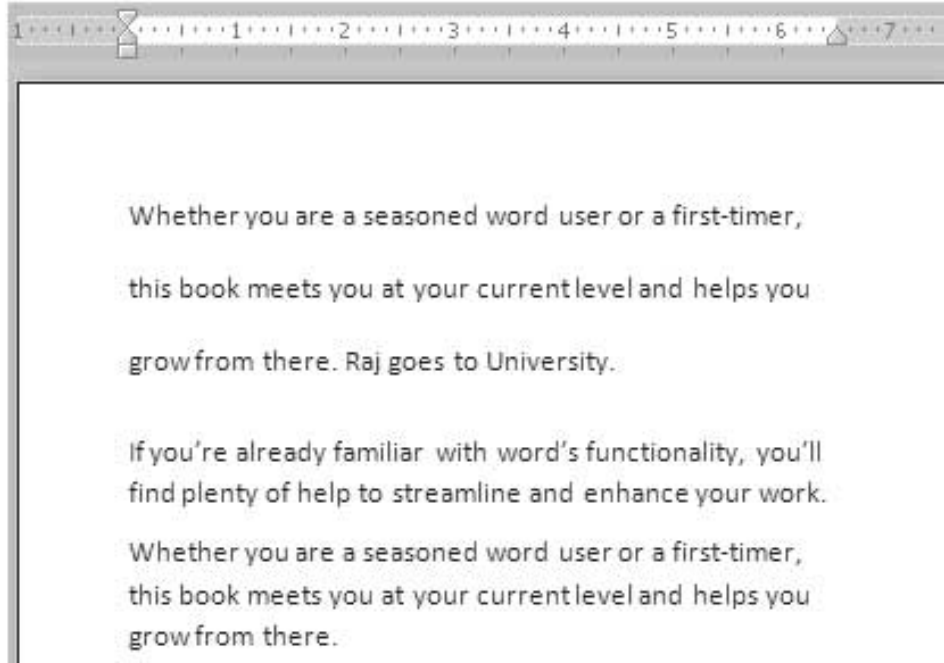 1 1 2 3 4 5 6 7
Whether you are a seasoned word user or a first-timer,
this book meets you at your current level and helps you
grow from there. Raj goes to University.
If you’re already familiar with word’s functionality, you’ll
find plenty of help to streamline and enhance your work.
Whether you are a seasoned word user or a first-timer,
this book meets you at your current level and helps you
grow from there.